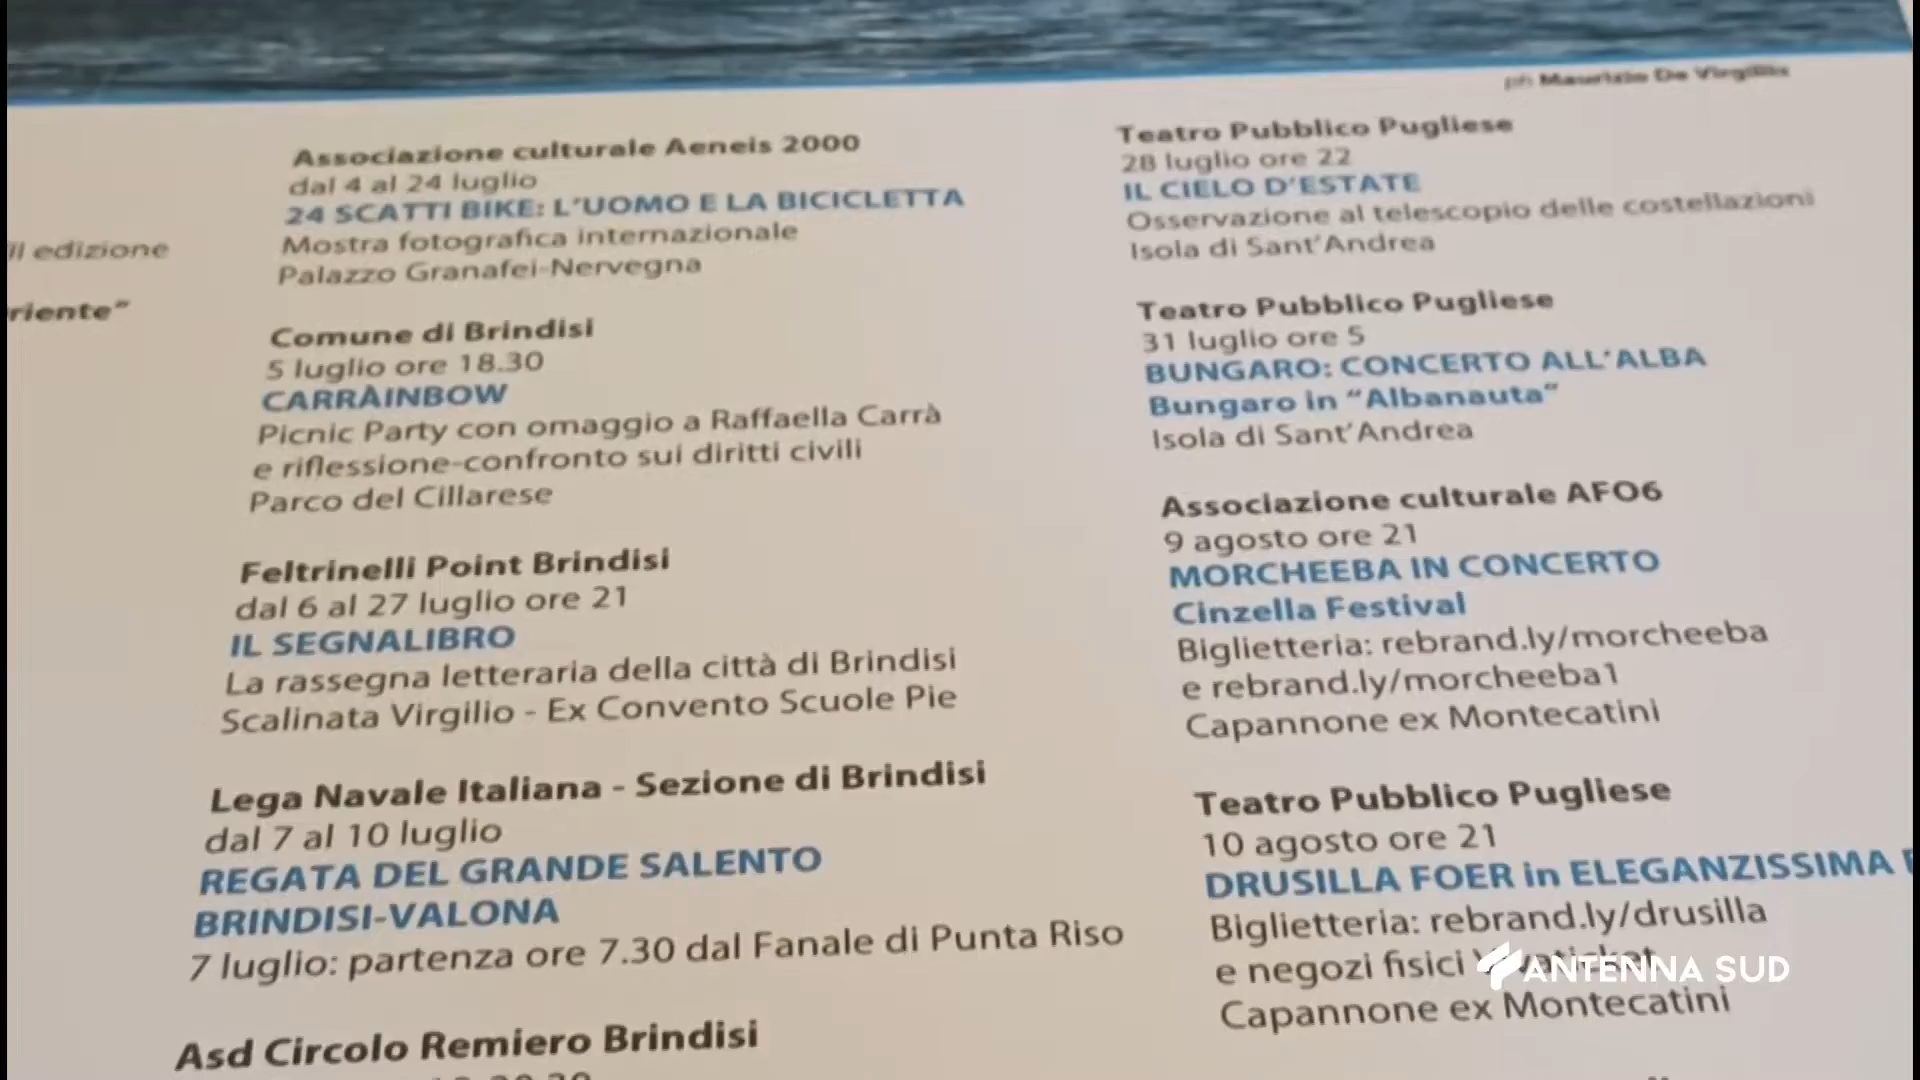 ph Maurizio De Virgiliis
II edizione
riente”
Associazione culturale Aeneis 2000
dal 4 al 24 luglio
24 SCATTI BIKE: L’UOMO E LA BICICLETTA
Mostra fotografica internazionale
Palazzo Granafei-Nervegna
Comune di Brindisi
5 luglio ore 18.30
CARRÀINBOW
Picnic Party con omaggio a Raffaella Carrà
e riflessione-confronto sui diritti civili
Parco del Cillarese
Feltrinelli Point Brindisi
dal 6 al 27 luglio ore 21
IL SEGNALIBRO
La rassegna letteraria della città di Brindisi
Scalinata Virgilio - Ex Convento Scuole Pie
Lega Navale Italiana - Sezione di Brindisi
dal 7 al 10 luglio
REGATA DEL GRANDE SALENTO
BRINDISI-VALONA
7 luglio: partenza ore 7.30 dal Fanale di Punta Riso
Asd Circolo Remiero Brindisi
Teatro Pubblico Pugliese
28 luglio ore 22
IL CIELO D’ESTATE
Osservazione al telescopio delle costellazioni
Isola di Sant’Andrea
Teatro Pubblico Pugliese
31 luglio ore 5
BUNGARO: CONCERTO ALL’ALBA
Bungaro in “Albanauta”
Isola di Sant’Andrea
Associazione culturale AFO6
9 agosto ore 21
MORCHEEBA IN CONCERTO
Cinzella Festival
Biglietteria: rebrand.ly/morcheeba
e rebrand.ly/morcheeba1
Capannone ex Montecatini
Teatro Pubblico Pugliese
10 agosto ore 21
DRUSILLA FOER in ELEGANZISSIMA
Biglietteria: rebrand.ly/drusilla
e negozi fisici
Capannone ex Montecatini
ANTENNA SUD